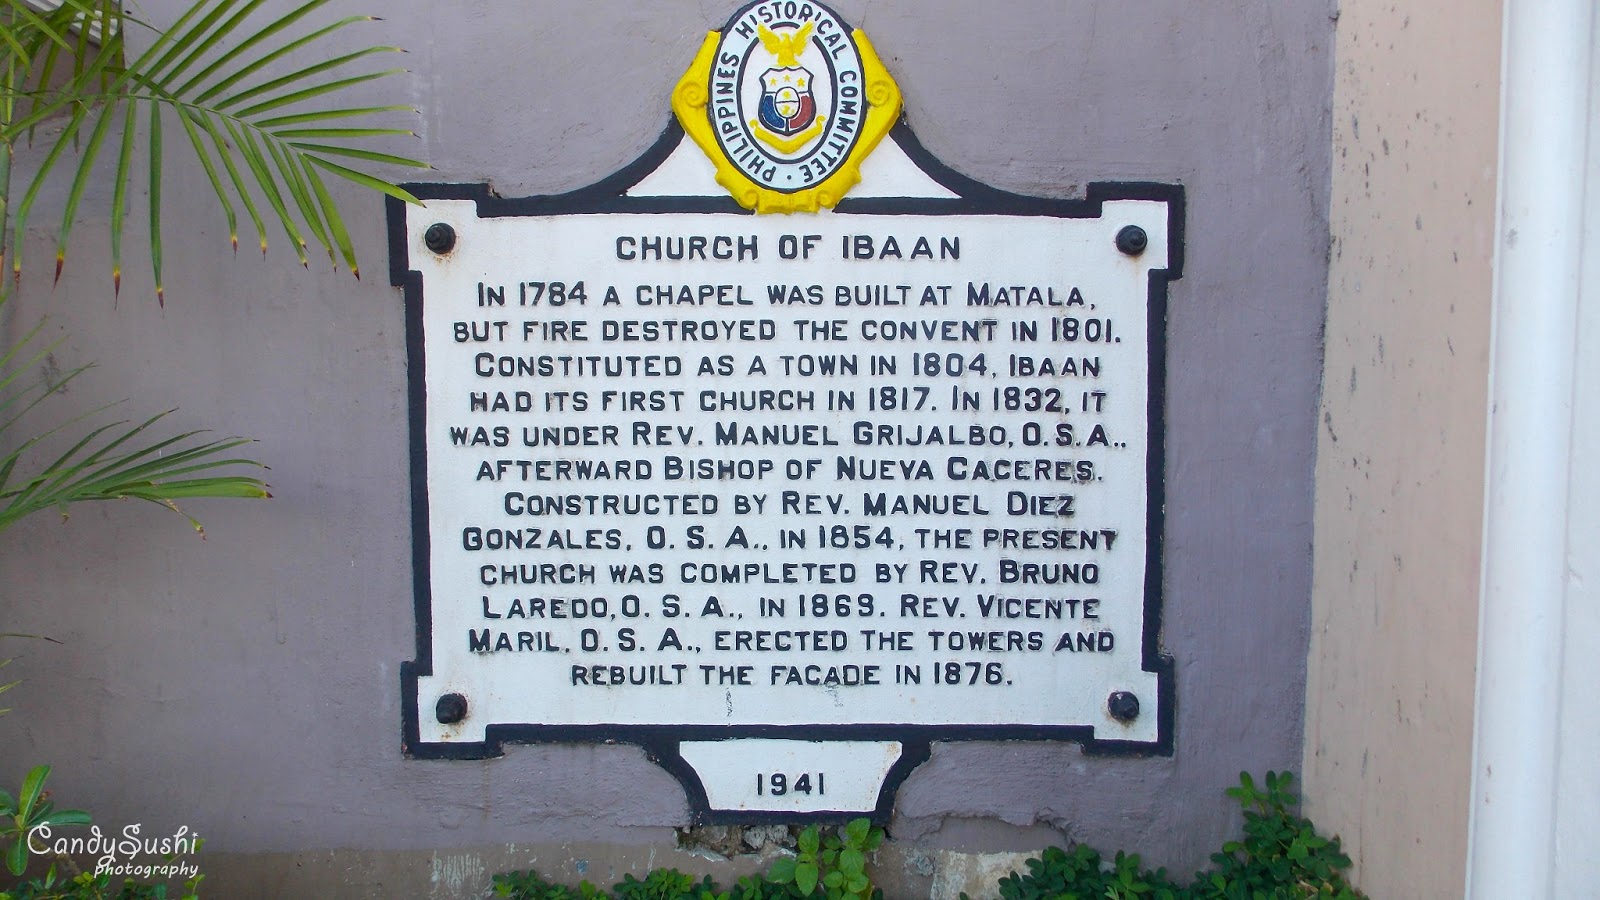 PHILIPPINES HISTORICAL COMMITTEE ·
CHURCH OF IBAAN
IN 1784 A CHAPEL WAS BUILT AT MATALA,
BUT FIRE DESTROYED THE CONVENT IN 1801.
CONSTITUTED AS A TOWN IN 1804, IBAAN
HAD ITS FIRST CHURCH IN 1817. IN 1832, IT
WAS UNDER REV. MANUEL GRIJALBO, O.S.A.,
AFTERWARD BISHOP OF NUEVA CACERES.
CONSTRUCTED BY REV. MANUEL DIEZ
GONZALES, O. S. A., IN 1854, THE PRESENT
CHURCH WAS COMPLETED BY REV. BRUNO
LAREDO, O. S. A., IN 1869. REV. VICENTE
MARIL, O. S. A., ERECTED THE TOWERS AND
REBUILT THE FACADE IN 1876.
1941
CandySushi
photography